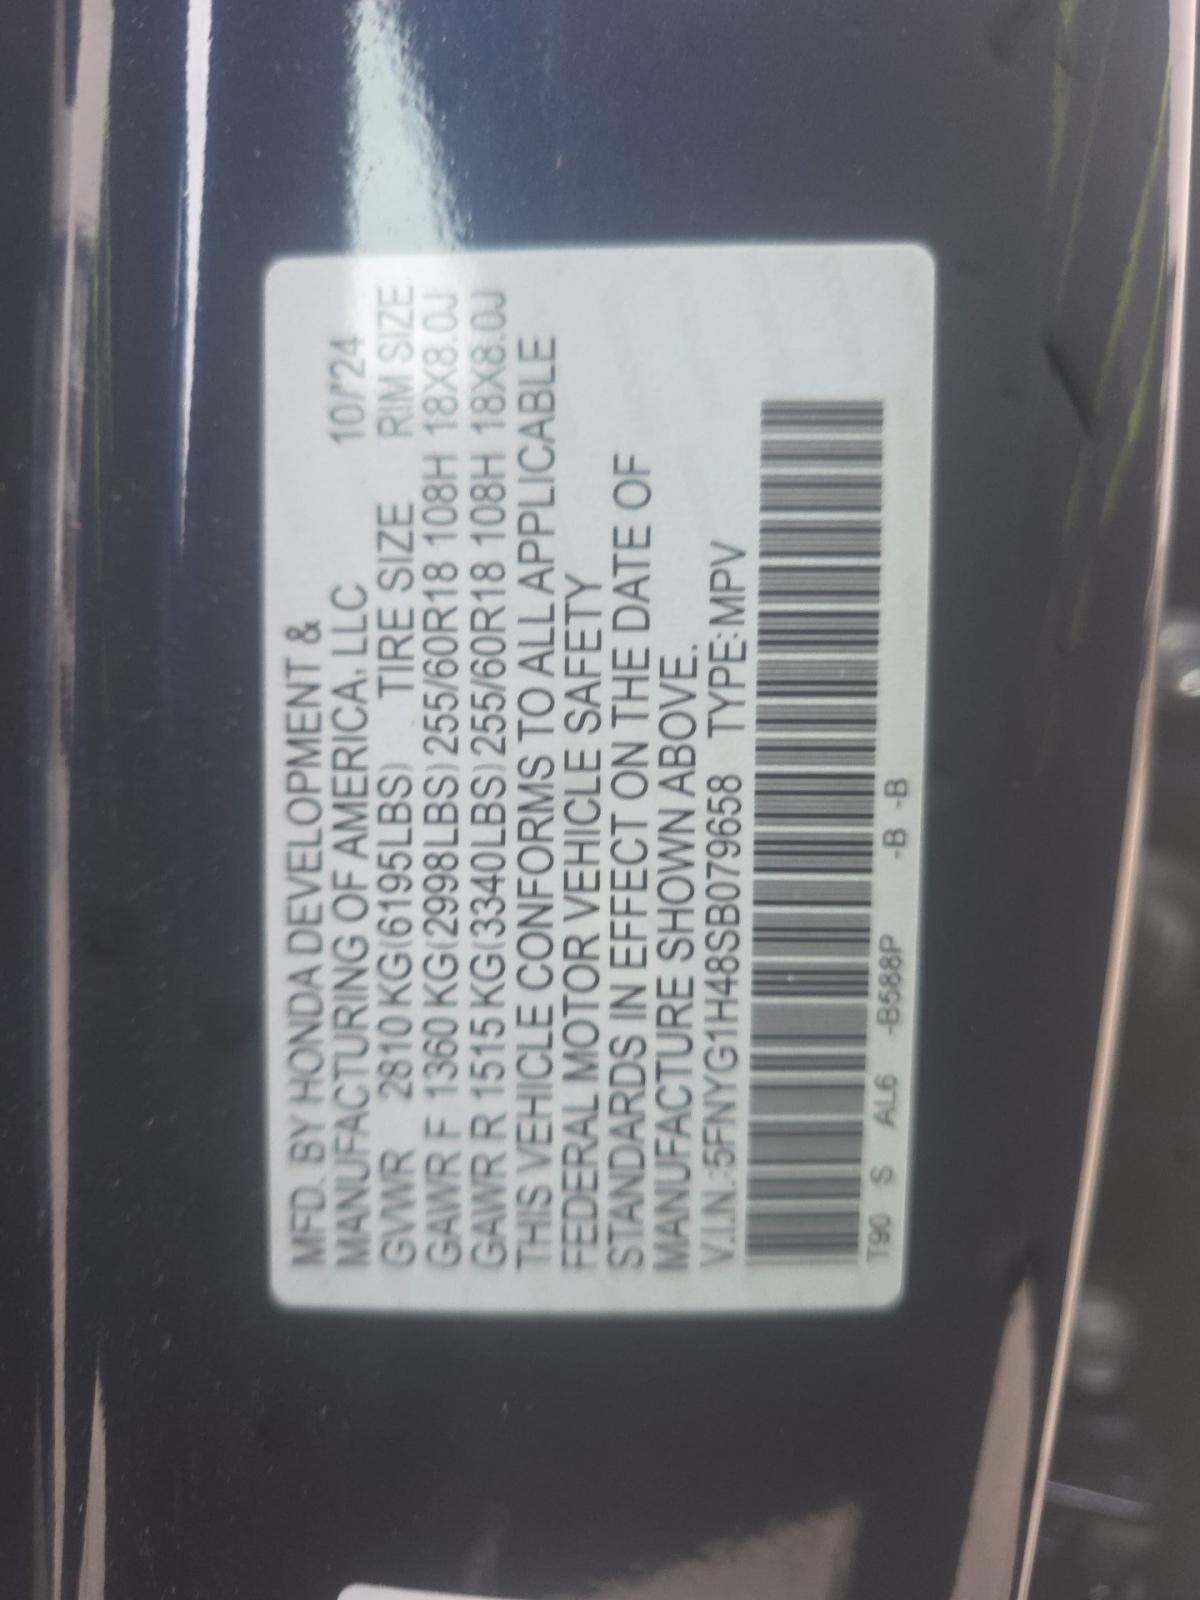 MFD. BY HONDA DEVELOPMENT &
MANUFACTURING OF AMERICA, LLC 10/'24
GVWR 2810 KG(6195LBS) TIRE SIZE RIM SIZE
GAWR F 1360 KG(2998LBS) 255/60R18 108H 18X8.0J
GAWR R 1515 KG(3340LBS) 255/60R18 108H 18X8.0J
THIS VEHICLE CONFORMS TO ALL APPLICABLE
FEDERAL MOTOR VEHICLE SAFETY
STANDARDS IN EFFECT ON THE DATE OF
MANUFACTURE SHOWN ABOVE.
V.I.N.:5FNYG1H48SB079658 TYPE:MPV
T90 S AL6 -B588P -B -B